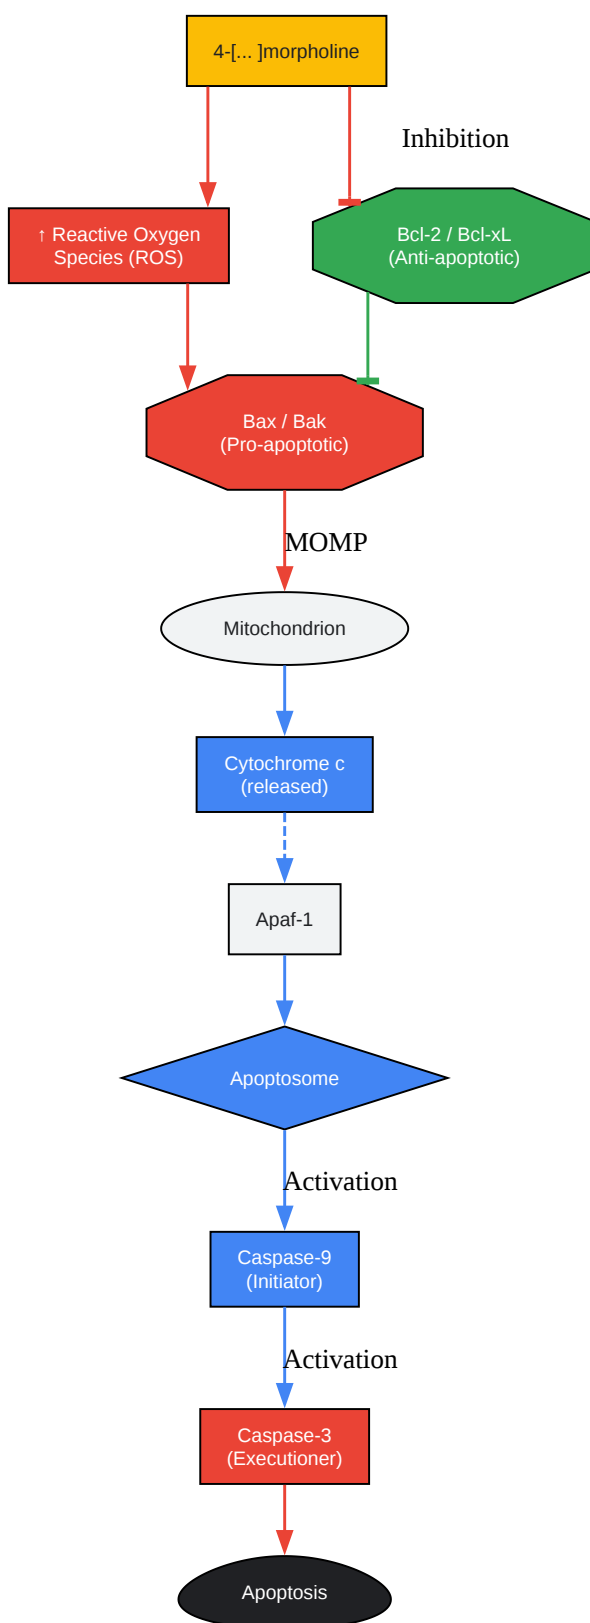 4-[... ]morpholine
Inhibition
↑ Reactive Oxygen
Species (ROS)
Bcl-2 / Bcl-xL
(Anti-apoptotic)
Bax / Bak
(Pro-apoptotic)
MOMP
Mitochondrion
Cytochrome c
(released)
Apaf-1
Apoptosome
Activation
Caspase-9
(Initiator)
Activation
Caspase-3
(Executioner)
Apoptosis